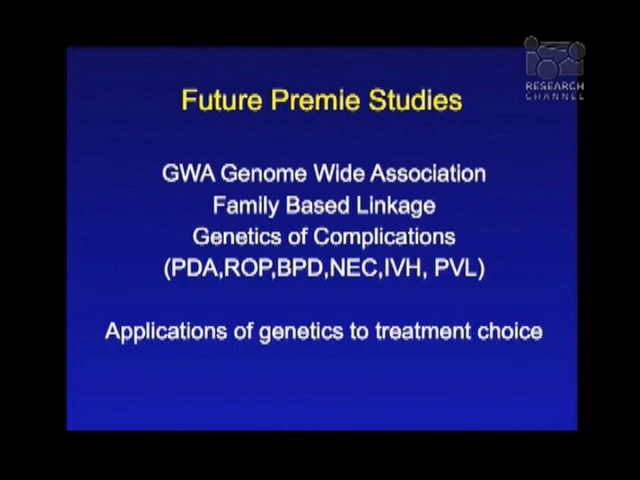 RESEARCH
CHANNEL
Future Premie Studies
GWA Genome Wide Association
Family Based Linkage
Genetics of Complications
(PDA,ROP,BPD,NEC,IVH, PVL)
Applications of genetics to treatment choice